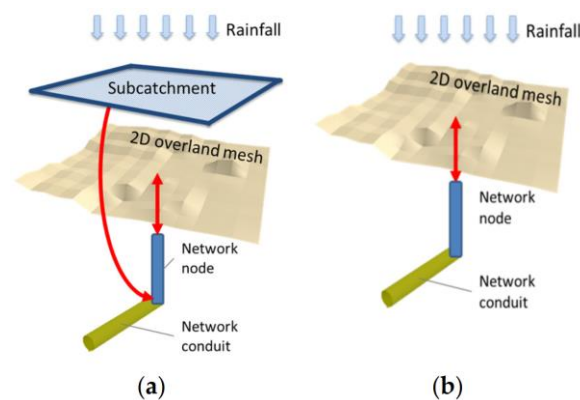 Rainfall
Subcatchment
2D overland mesh
Network
node
Network
conduit
(a)
Rainfall
2D overland mesh
Network
node
Network
conduit
(b)